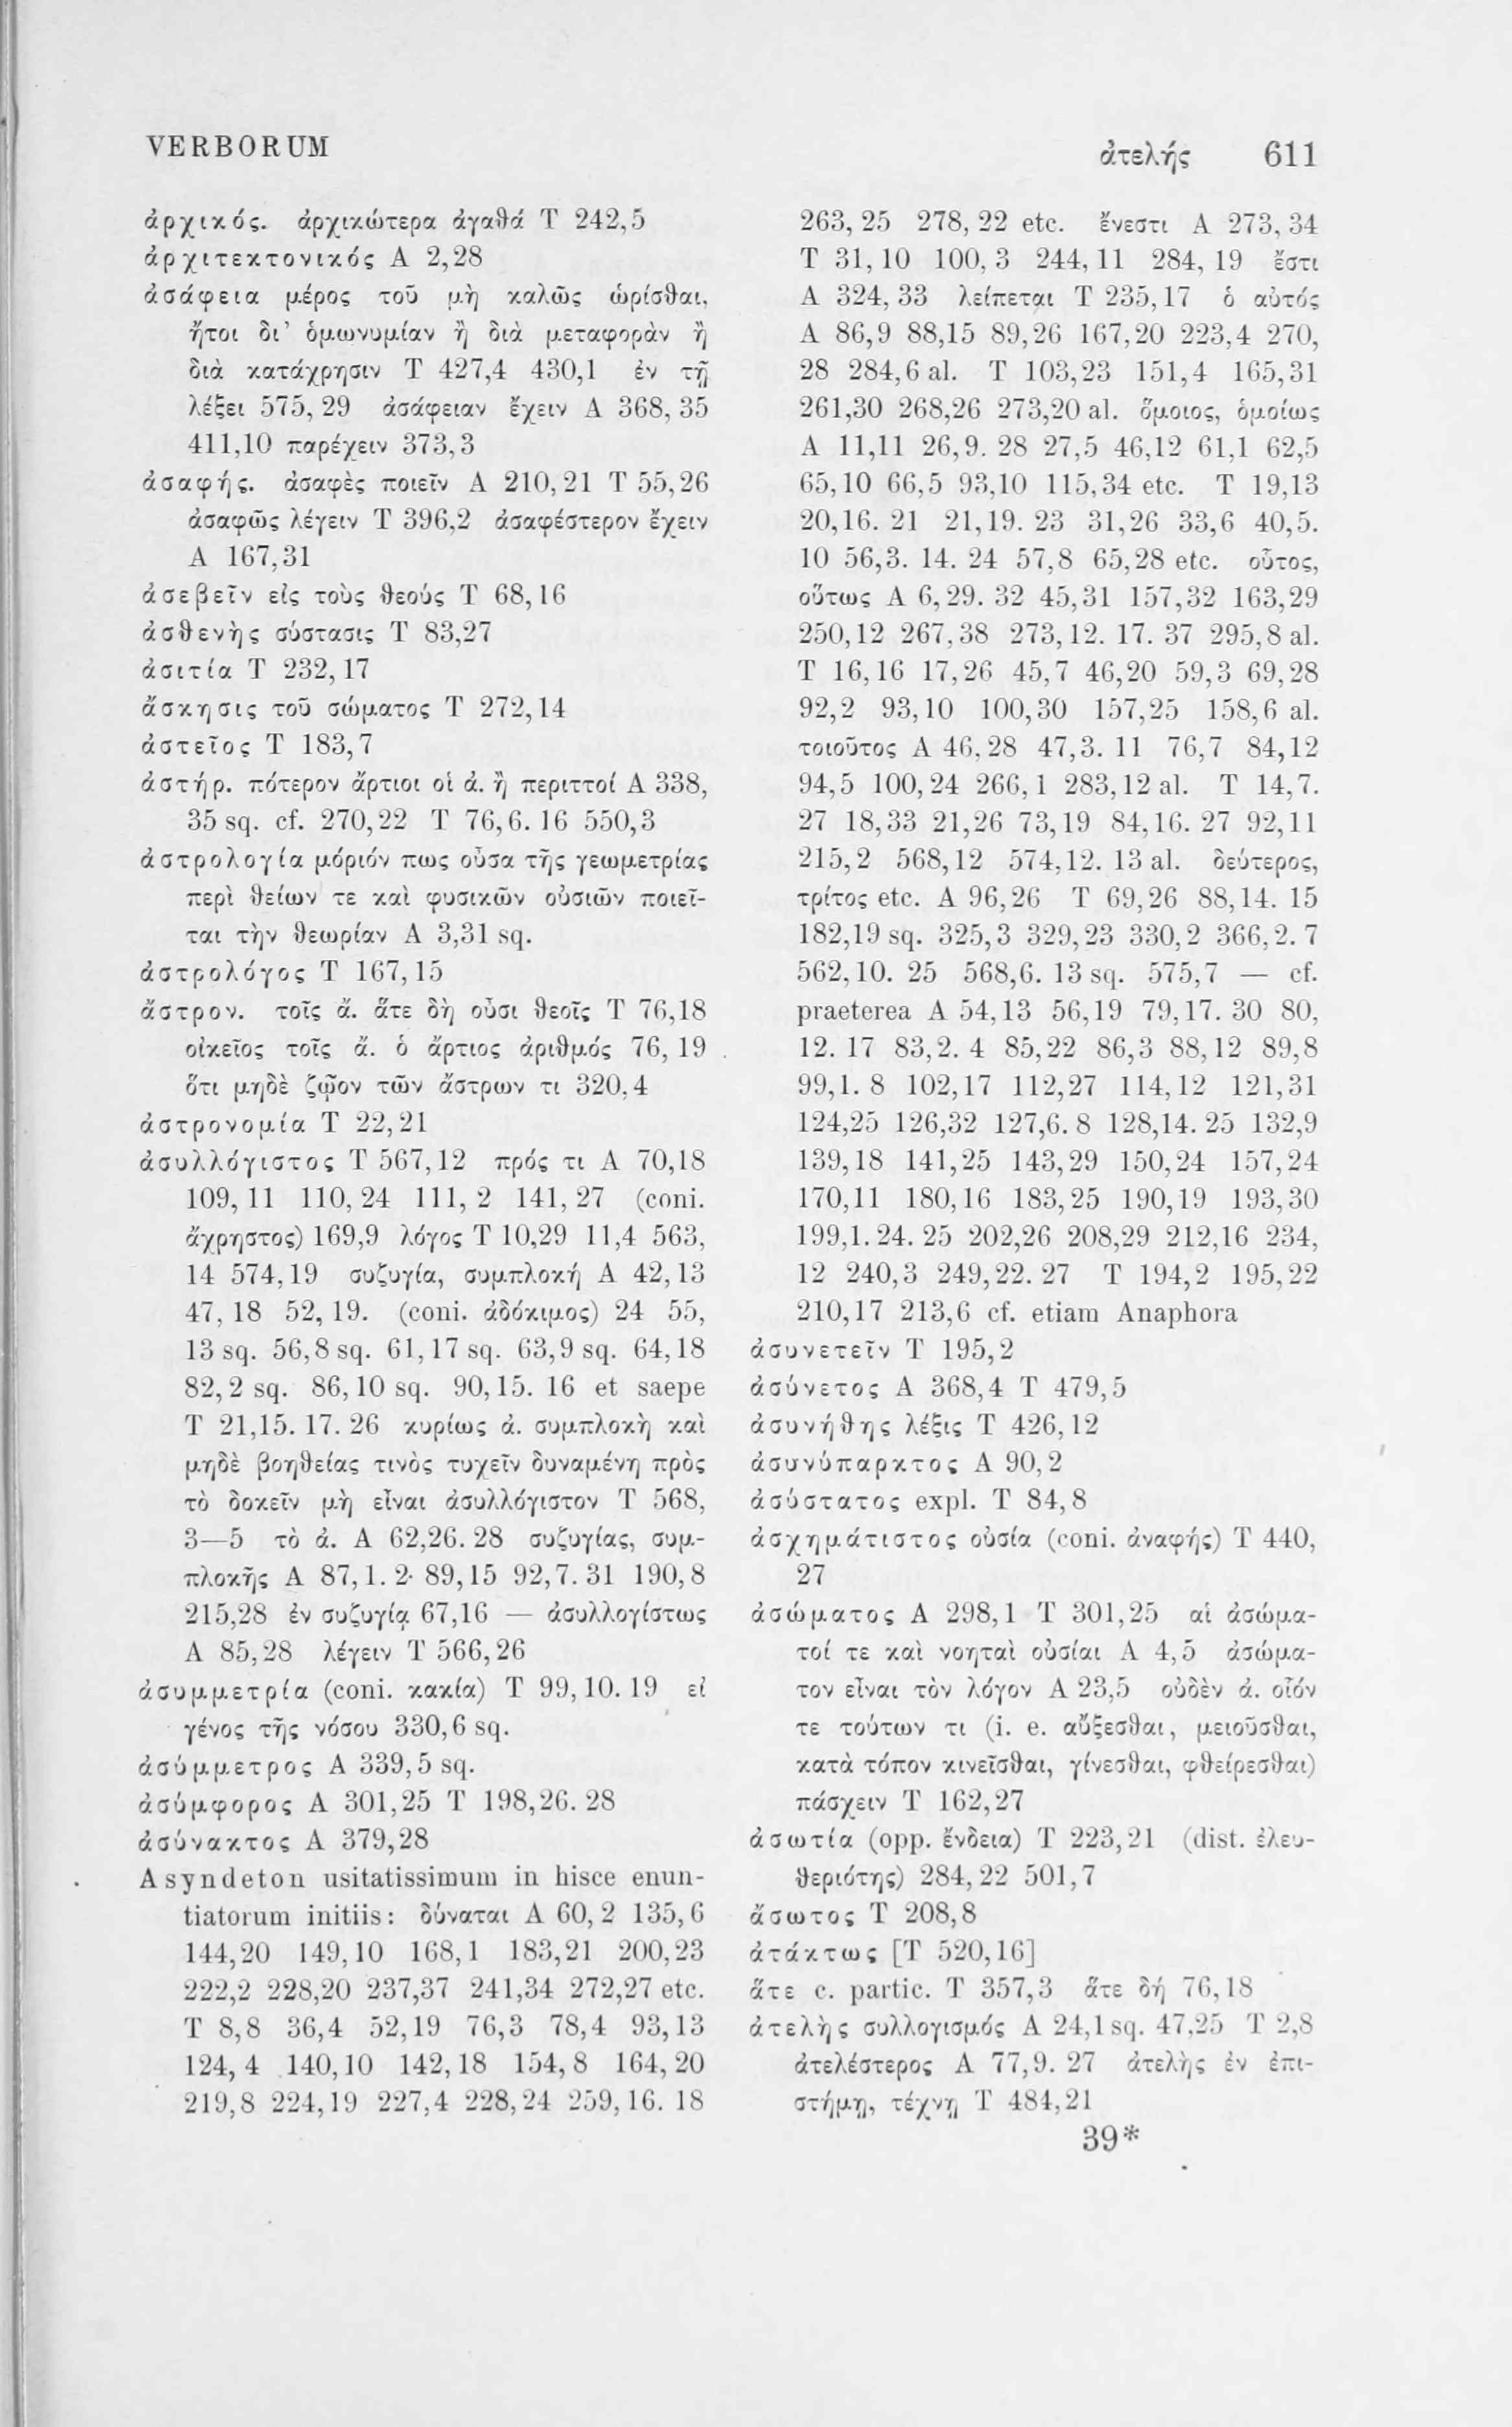 VERBORUM
ἀτελής 611
ἀρχικός. ἀρχικώτερα ἀγαθά T 242,5
ἀρχιτεκτονικός A 2,28
ἀσάφεια μέρος τοῦ μὴ καλῶς ὡρίσθαι,
ἤτοι δι’ ὁμωνυμίαν ἢ διὰ μεταφορὰν ἢ
διὰ κατάχρησιν T 427,4 430,1 ἐν τῇ
λέξει 575,29 ἀσάφειαν ἔχειν A 368,35
411,10 παρέχειν 373,3
ἀσαφής. ἀσαφὲς ποιεῖν A 210,21 T 55,26
ἀσαφῶς λέγειν T 396,2 ἀσαφέστερον ἔχειν
A 167,31
ἀσεβεῖν εἰς τοὺς θεούς T 68,16
ἀσθενὴς σύστασις T 83,27
ἀσιτία T 232,17
ἄσκησις τοῦ σώματος T 272,14
ἀστεῖος T 183,7
ἀστήρ. πότερον ἄρτιοι οἱ ἀ. ἢ περιττοί A 338,
35 sq. cf. 270,22 T 76,6. 16 550,3
ἀστρολογία μόριόν πως οὖσα τῆς γεωμετρίας
περὶ θείων τε καὶ φυσικῶν οὐσιῶν ποιεῖ-
ται τὴν θεωρίαν A 3,31 sq.
ἀστρολόγος T 167,15
ἄστρον. τοῖς ἄ. ἅτε δὴ οὖσι θεοῖς T 76,18
οἰκεῖος τοῖς ἄ. ὁ ἄρτιος ἀριθμός 76,19
ὅτι μηδὲ ζῷον τῶν ἄστρων τι 320,4
ἀστρονομία T 22,21
ἀσυλλόγιστος T 567,12 πρός τι A 70,18
109,11 110,24 111,2 141,27 (coni.
ἄχρηστος) 169,9 λόγος T 10,29 11,4 563,
14 574,19 συζυγία, συμπλοκή A 42,13
47,18 52,19. (coni. ἀδόκιμος) 24 55,
13 sq. 56,8 sq. 61,17 sq. 63,9 sq. 64,18
82,2 sq. 86,10 sq. 90,15. 16 et saepe
T 21,15. 17. 26 κυρίως ἀ. συμπλοκὴ καὶ
μηδὲ βοηθείας τινὸς τυχεῖν δυναμένη πρὸς
τὸ δοκεῖν μὴ εἶναι ἀσυλλόγιστον T 568,
3—5 τὸ ἀ. A 62,26. 28 συζυγίας, συμ-
πλοκῆς A 87,1. 2· 89,15 92,7. 31 190,8
215,28 ἐν συζυγίᾳ 67,16 — ἀσυλλογίστως
A 85,28 λέγειν T 566,26
ἀσυμμετρία (coni. κακία) T 99,10. 19 εἰ
γένος τῆς νόσου 330,6 sq.
ἀσύμμετρος A 339,5 sq.
ἀσύμφορος A 301,25 T 198,26. 28
ἀσύνακτος A 379,28
Asyndeton usitatissimum in hisce enun-
tiatorum initiis: δύναται A 60,2 135,6
144,20 149,10 168,1 183,21 200,23
222,2 228,20 237,37 241,34 272,27 etc.
T 8,8 36,4 52,19 76,3 78,4 93,13
124,4 140,10 142,18 154,8 164,20
219,8 224,19 227,4 228,24 259,16. 18
263,25 278,22 etc. ἔνεστι A 273,34
T 31,10 100,3 244,11 284,19 ἔστι
A 324,33 λείπεται T 235,17 ὁ αὐτός
A 86,9 88,15 89,26 167,20 223,4 270,
28 284,6 al. T 103,23 151,4 165,31
261,30 268,26 273,20 al. ὅμοιος, ὁμοίως
A 11,11 26,9. 28 27,5 46,12 61,1 62,5
65,10 66,5 93,10 115,34 etc. T 19,13
20,16. 21 21,19. 23 31,26 33,6 40,5.
10 56,3. 14. 24 57,8 65,28 etc. οὗτος,
οὕτως A 6,29. 32 45,31 157,32 163,29
250,12 267,38 273,12. 17. 37 295,8 al.
T 16,16 17,26 45,7 46,20 59,3 69,28
92,2 93,10 100,30 157,25 158,6 al.
τοιοῦτος A 46,28 47,3. 11 76,7 84,12
94,5 100,24 266,1 283,12 al. T 14,7.
27 18,33 21,26 73,19 84,16. 27 92,11
215,2 568,12 574,12. 13 al. δεύτερος,
τρίτος etc. A 96,26 T 69,26 88,14. 15
182,19 sq. 325,3 329,23 330,2 366,2. 7
562,10. 25 568,6. 13 sq. 575,7 — cf.
praeterea A 54,13 56,19 79,17. 30 80,
12. 17 83,2. 4 85,22 86,3 88,12 89,8
99,1. 8 102,17 112,27 114,12 121,31
124,25 126,32 127,6. 8 128,14. 25 132,9
139,18 141,25 143,29 150,24 157,24
170,11 180,16 183,25 190,19 193,30
199,1. 24. 25 202,26 208,29 212,16 234,
12 240,3 249,22. 27 T 194,2 195,22
210,17 213,6 cf. etiam Anaphora
ἀσυνετεῖν T 195,2
ἀσύνετος A 368,4 T 479,5
ἀσυνήθης λέξις T 426,12
ἀσυνύπαρκτος A 90,2
ἀσύστατος expl. T 84,8
ἀσχημάτιστος οὐσία (coni. ἀναφής) T 440,
27
ἀσώματος A 298,1 T 301,25 αἱ ἀσώμα-
τοί τε καὶ νοηταὶ οὐσίαι A 4,5 ἀσώμα-
τον εἶναι τὸν λόγον A 23,5 οὐδὲν ἀ. οἷόν
τε τούτων τι (i. e. αὔξεσθαι, μειοῦσθαι,
κατὰ τόπον κινεῖσθαι, γίνεσθαι, φθείρεσθαι)
πάσχειν T 162,27
ἀσωτία (opp. ἔνδεια) T 223,21 (dist. ἐλευ-
θεριότης) 284,22 501,7
ἄσωτος T 208,8
ἀτάκτως [T 520,16]
ἅτε c. partic. T 357,3 ἅτε δή 76,18
ἀτελὴς συλλογισμός A 24,1 sq. 47,25 T 2,8
ἀτελέστερος A 77,9. 27 ἀτελὴς ἐν ἐπι-
στήμῃ, τέχνῃ T 484,21
39*